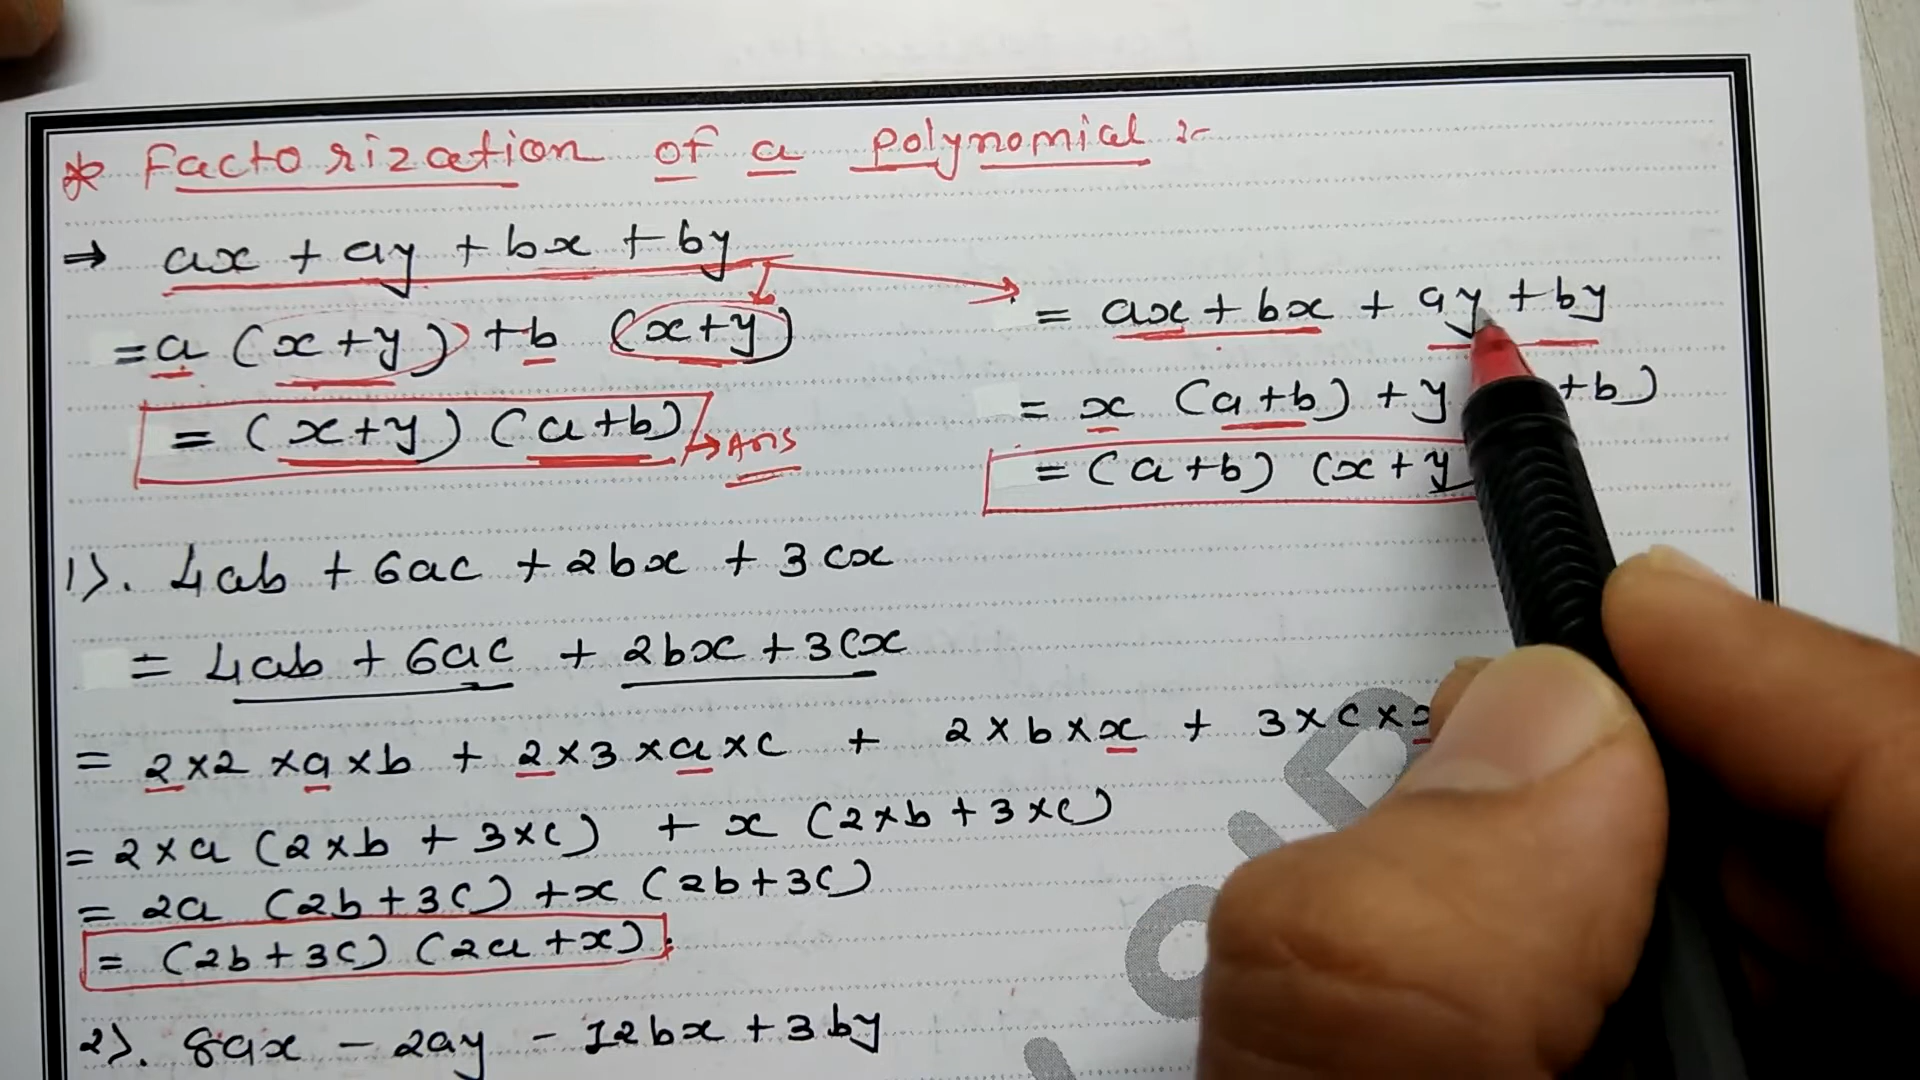 * Factorization of a polynomial :-
⇒ ax + ay + bx + by
= a (x+y) + b (x+y)
= (x+y) (a+b) → Ans
= ax + bx + ay + by
= x (a+b) + y +b)
= (a+b) (x+y
1). 4ab + 6ac + 2bx + 3cx
= 4ab + 6ac + 2bx + 3cx
= 2×2×a×b + 2×3×a×c + 2×b×x + 3×c×x
= 2×a (2×b + 3×c) + x (2×b + 3×c)
= 2a (2b+3c) + x (2b+3c)
= (2b+3c) (2a+x).
2). 8ax - 2ay - 12bx + 3by